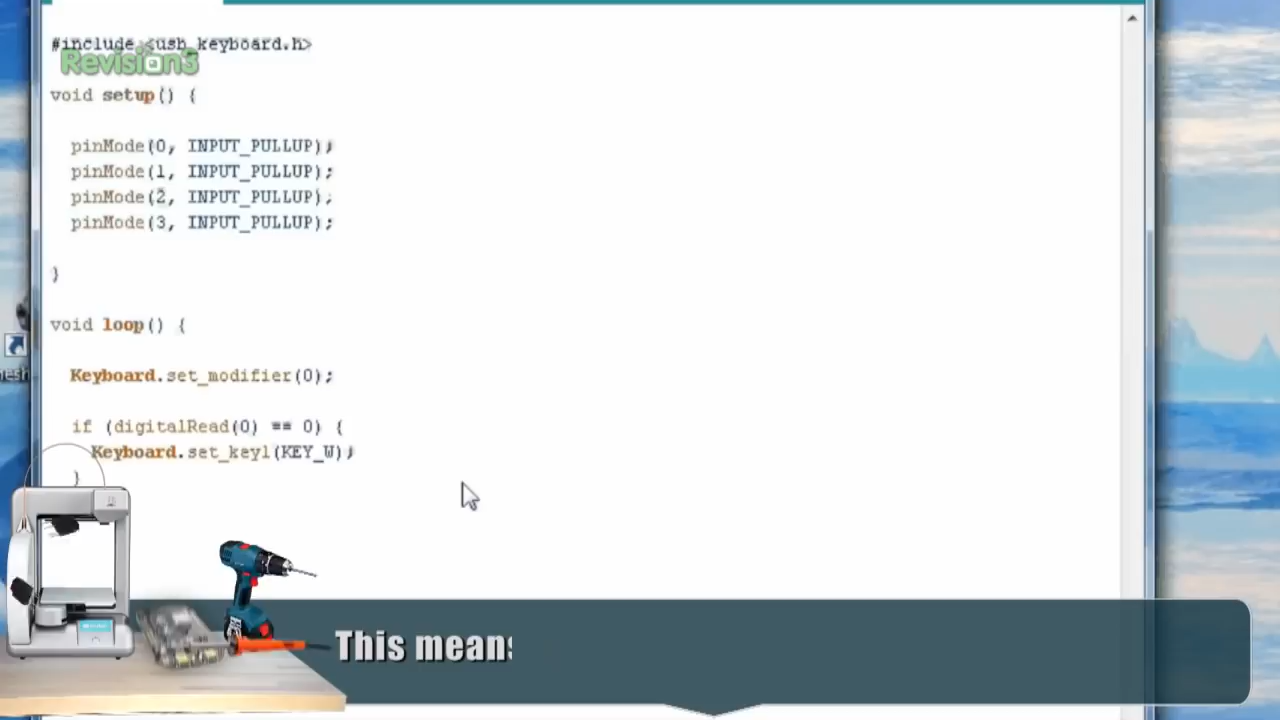 #include <usb_keyboard.h>
Revision3
void setup() {
pinMode(0, INPUT_PULLUP);
pinMode(1, INPUT_PULLUP);
pinMode(2, INPUT_PULLUP);
pinMode(3, INPUT_PULLUP);
}
void loop() {
Keyboard.set_modifier(0);
if (digitalRead(0) == 0) {
Keyboard.set_key1(KEY_W);
}
This means